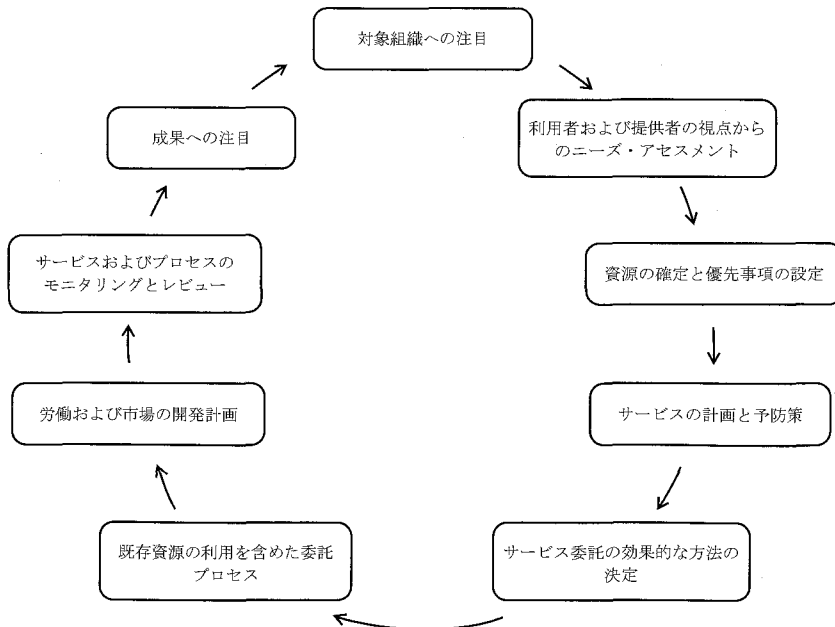 対象組織への注目
利用者および提供者の視点から
のニーズ・アセスメント
資源の確定と優先事項の設定
サービスの計画と予防策
サービス委託の効果的な方法の
決定
既存資源の利用を含めた委託
プロセス
労働および市場の開発計画
サービスおよびプロセスの
モニタリングとレビュー
成果への注目